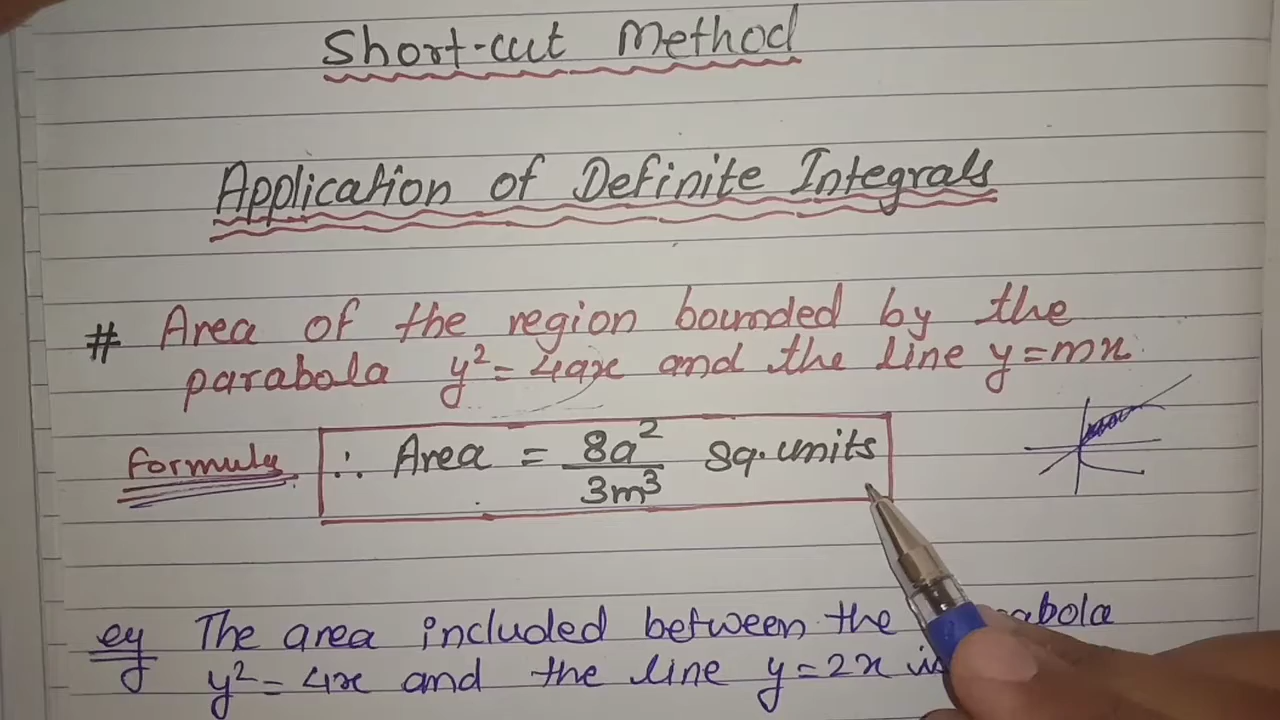 Short-cut Method
Application of Definite Integrals
# Area of the region bounded by the
parabola y² = 4ax and the line y = mx.
Formula ∴ Area = 8a²/3m³ sq. units
eg The area included between the
y² = 4x and the line y = 2x